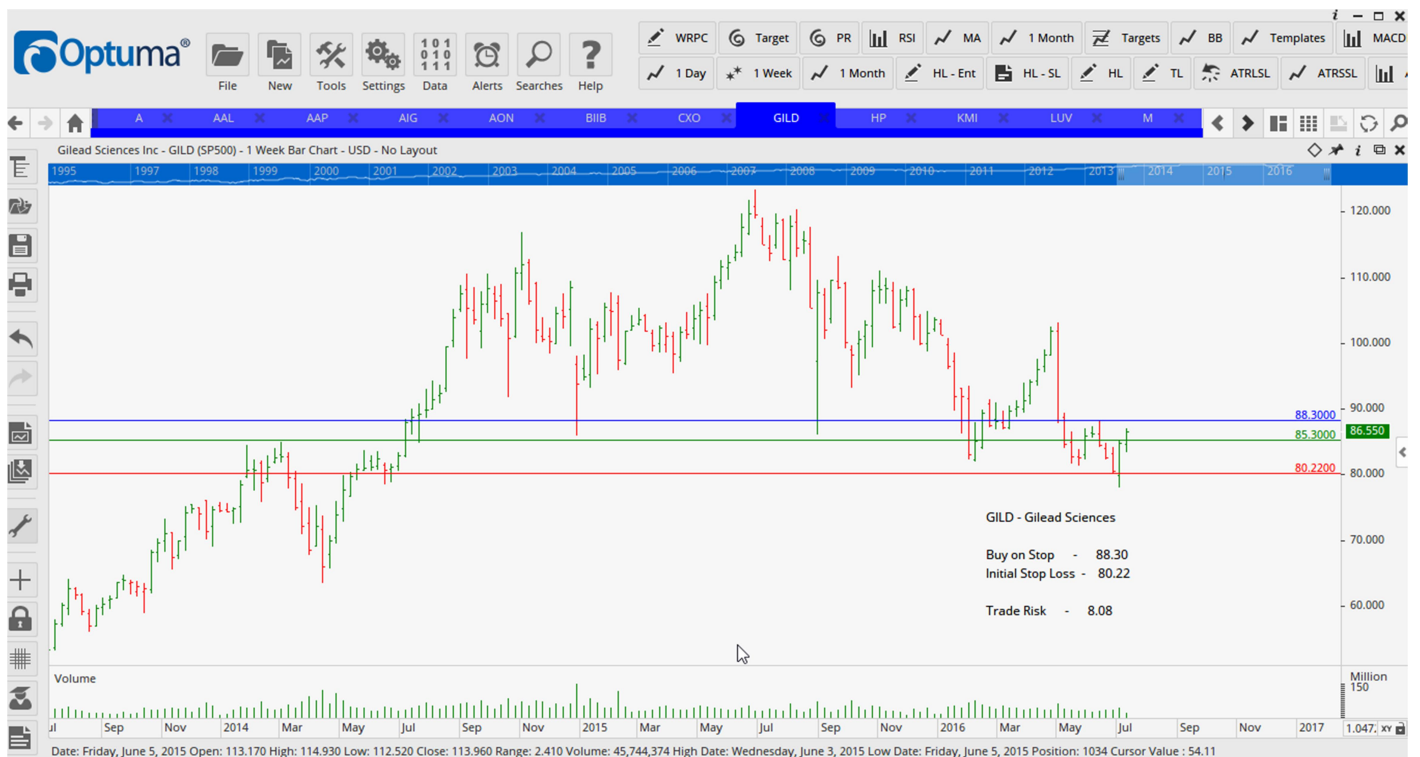 i
Optuma®
File New Tools Settings Data Alerts Searches Help
101
010
111
WRPC Target PR RSI MA 1 Month Targets BB Templates MACD
1 Day 1 Week 1 Month HL - Ent HL - SL HL TL ATRLSL ATRSSL
A AAL AAP AIG AON BIIB CXO GILD HP KMI LUV M
Gilead Sciences Inc - GILD (SP500) - 1 Week Bar Chart - USD - No Layout
i
1995 1997 1998 1999 2000 2001 2002 2003 2004 2005 2006 2007 2008 2009 2010 2011 2012 2013 2014 2015 2016
120.000
110.000
100.000
90.000
88.3000
86.550
85.3000
80.2200
80.000
GILD - Gilead Sciences
70.000
Buy on Stop - 88.30
Initial Stop Loss - 80.22
60.000
Trade Risk - 8.08
Volume
Million
150
ul Sep Nov 2014 Mar May Jul Sep Nov 2015 Mar May Jul Sep Nov 2016 Mar May Jul Sep Nov 2017 1.047; XY
Date: Friday, June 5, 2015 Open: 113.170 High: 114.930 Low: 112.520 Close: 113.960 Range: 2.410 Volume: 45,744,374 High Date: Wednesday, June 3, 2015 Low Date: Friday, June 5, 2015 Position: 1034 Cursor Value : 54.11